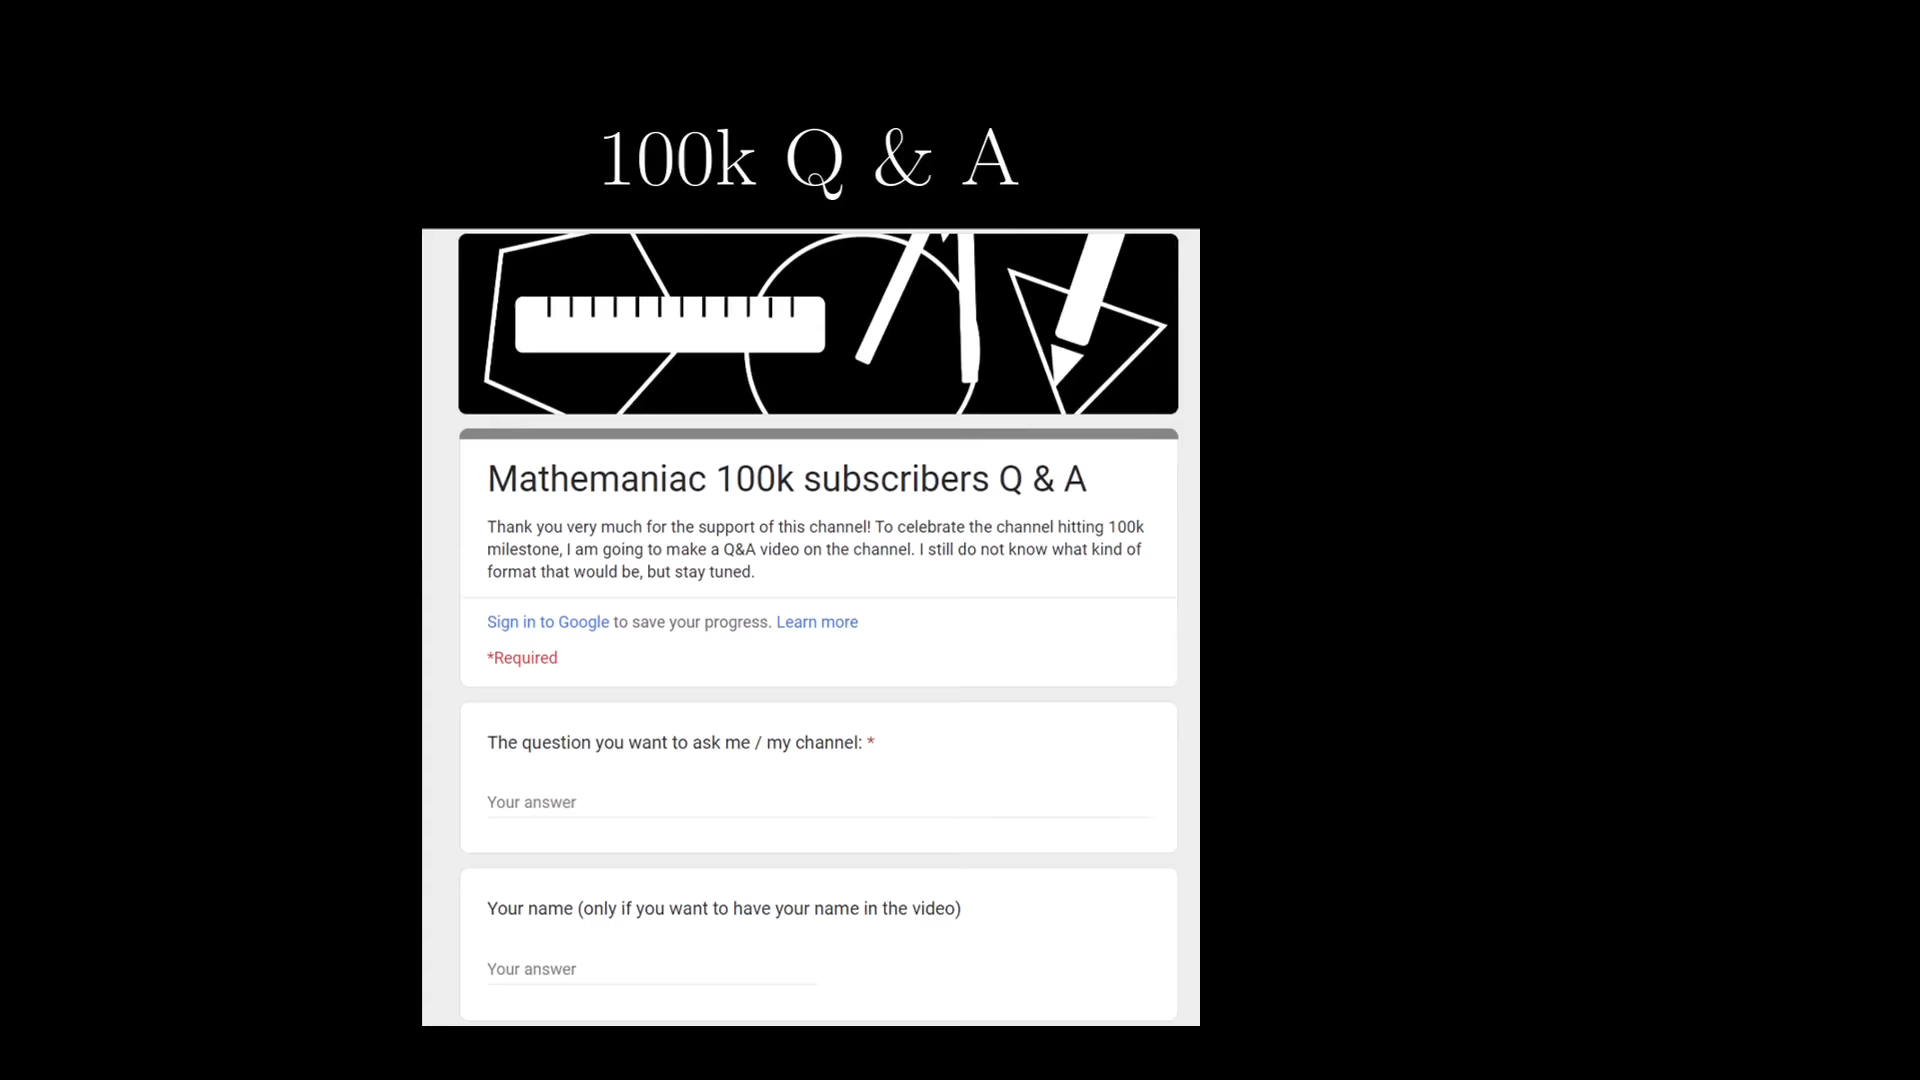 100k Q & A
Mathemaniac 100k subscribers Q & A
Thank you very much for the support of this channel! To celebrate the channel hitting 100k
milestone, I am going to make a Q&A video on the channel. I still do not know what kind of
format that would be, but stay tuned.
Sign in to Google to save your progress. Learn more
*Required
The question you want to ask me / my channel: *
Your answer
Your name (only if you want to have your name in the video)
Your answer